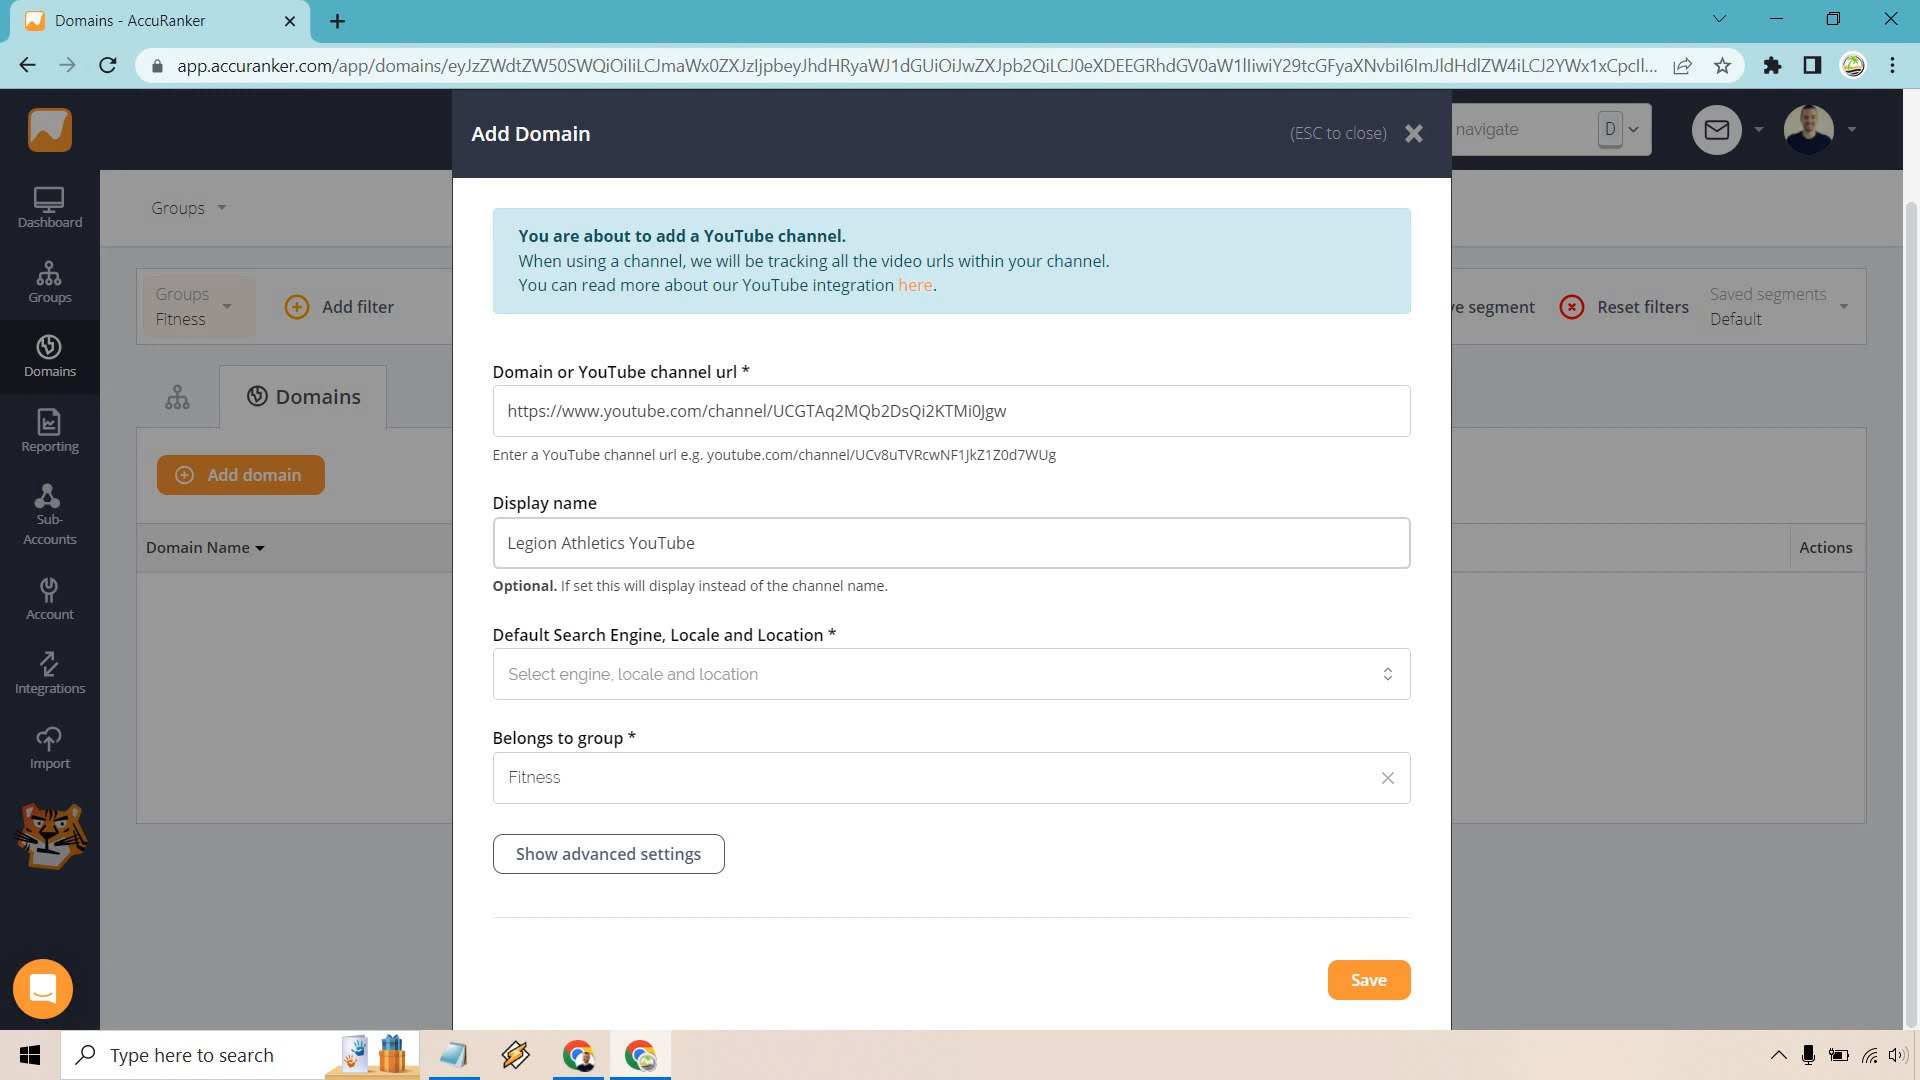 Domains - AccuRanker
app.accuranker.com/app/domains/eyJzZWdtZW50SWQiOiIiLCJmaWx0ZXJzIjpbeyJhdHRyaWJ1dGUiOiJwZXJpb2QiLCJ0eXDEEGRhdGV0aW1lIiwiY29tcGFyaXNvbiI6ImJldHdlZW4iLCJ2YWx1xCpcIl...
Add Domain
(ESC to close)
navigate
D
Dashboard
Groups
Domains
Reporting
Sub-
Accounts
Account
Integrations
Import
Groups
Groups
Fitness
Add filter
e segment
Reset filters
Saved segments
Default
Domains
Add domain
Domain Name
Actions
You are about to add a YouTube channel.
When using a channel, we will be tracking all the video urls within your channel.
You can read more about our YouTube integration here.
Domain or YouTube channel url *
https://www.youtube.com/channel/UCGTAq2MQb2DsQi2KTMi0Jgw
Enter a YouTube channel url e.g. youtube.com/channel/UCv8uTVRcwNF1JkZ1Z0d7WUg
Display name
Legion Athletics YouTube
Optional. If set this will display instead of the channel name.
Default Search Engine, Locale and Location *
Select engine, locale and location
Belongs to group *
Fitness
Show advanced settings
Save
Type here to search